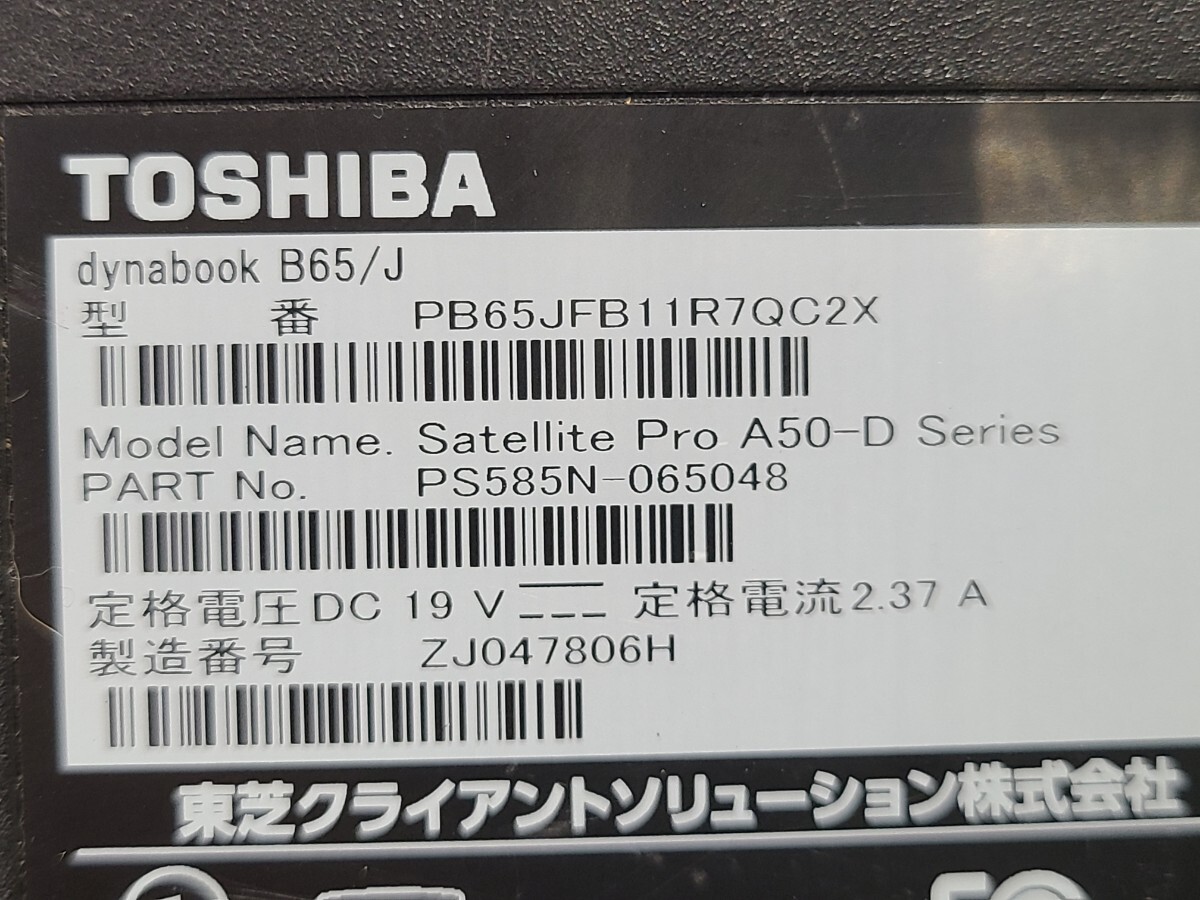 TOSHIBA
dynabook B65/J
型 番 PB65JFB11R7QC2X
Model Name. Satellite Pro A50-D Series
PART No. PS585N-065048
定格電圧DC 19 V 定格電流2.37 A
製造番号 ZJ047806H
東芝クライアントソリューション株式会社